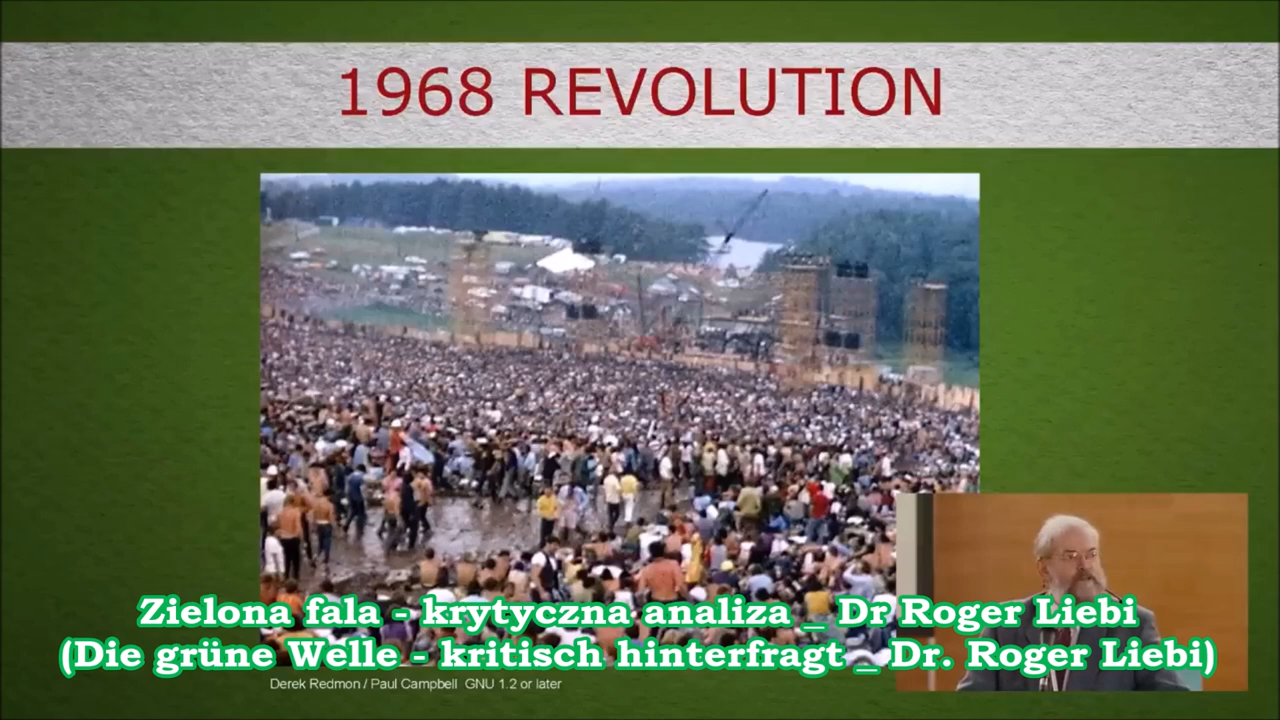 1968 REVOLUTION
Zielona fala - krytyczna analiza _ Dr Roger Liebi
(Die grüne Welle - kritisch hinterfragt _ Dr. Roger Liebi)
Derek Redmon / Paul Campbell GNU 1.2 or later